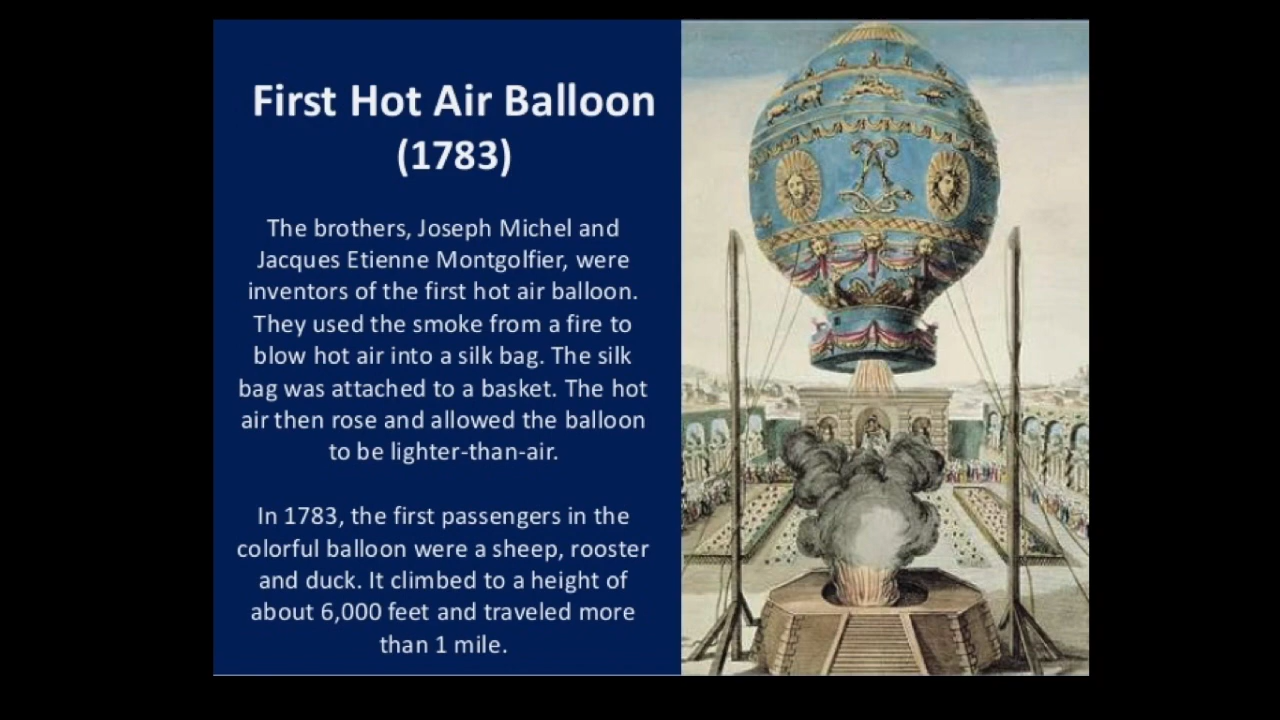 First Hot Air Balloon
(1783)
The brothers, Joseph Michel and
Jacques Etienne Montgolfier, were
inventors of the first hot air balloon.
They used the smoke from a fire to
blow hot air into a silk bag. The silk
bag was attached to a basket. The hot
air then rose and allowed the balloon
to be lighter-than-air.
In 1783, the first passengers in the
colorful balloon were a sheep, rooster
and duck. It climbed to a height of
about 6,000 feet and traveled more
than 1 mile.